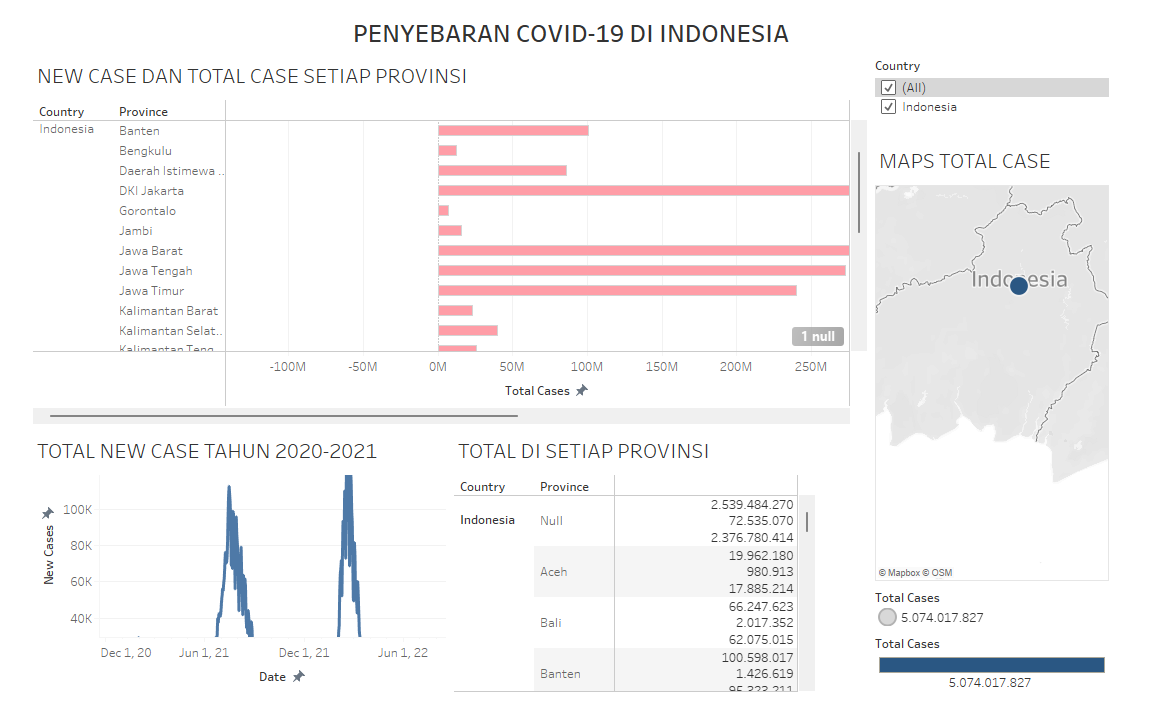 PENYEBARAN COVID-19 DI INDONESIA
NEW CASE DAN TOTAL CASE SETIAP PROVINSI
Country Province
Indonesia Banten
Bengkulu
Daerah Istimewa ..
DKI Jakarta
Gorontalo
Jambi
Jawa Barat
Jawa Tengah
Jawa Timur
Kalimantan Barat
Kalimantan Selat..
Kalimantan Teng..
1 null
-100M -50M 0M 50M 100M 150M 200M 250M
Total Cases
Country
(All)
Indonesia
MAPS TOTAL CASE
Indonesia
© Mapbox © OSM
Total Cases
5.074.017.827
Total Cases
5.074.017.827
TOTAL NEW CASE TAHUN 2020-2021
New Cases
100K
80K
60K
40K
Dec 1, 20 Jun 1, 21 Dec 1, 21 Jun 1, 22
Date
TOTAL DI SETIAP PROVINSI
Country Province
Indonesia Null
2.539.484.270
72.535.070
2.376.780.414
Aceh
19.962.180
980.913
17.885.214
Bali
66.247.623
2.017.352
62.075.015
Banten
100.598.017
1.426.619
95.323.211